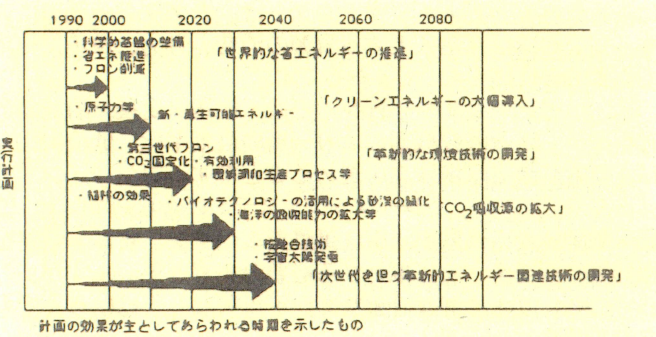 1990 2000 2020 2040 2060 2080
・科学的基盤の整備
・省エネ推進
・フロン削減
「世界的な省エネルギーの推進」
・原子力等
新・再生可能エネルギー
「クリーンエネルギーの大幅導入」
・第三世代フロン
・CO2固定化・有効利用
・環境調和生産プロセス等
「革新的な環境技術の開発」
・植林の効果
・バイオテクノロジーの活用による砂漠の緑化
・海洋の吸収能力の拡大等
「CO2吸収源の拡大」
・核融合技術
・宇宙太陽発電
「次世代を担う革新的エネルギー関連技術の開発」
実行計画
計画の効果が主としてあらわれる時期を示したもの